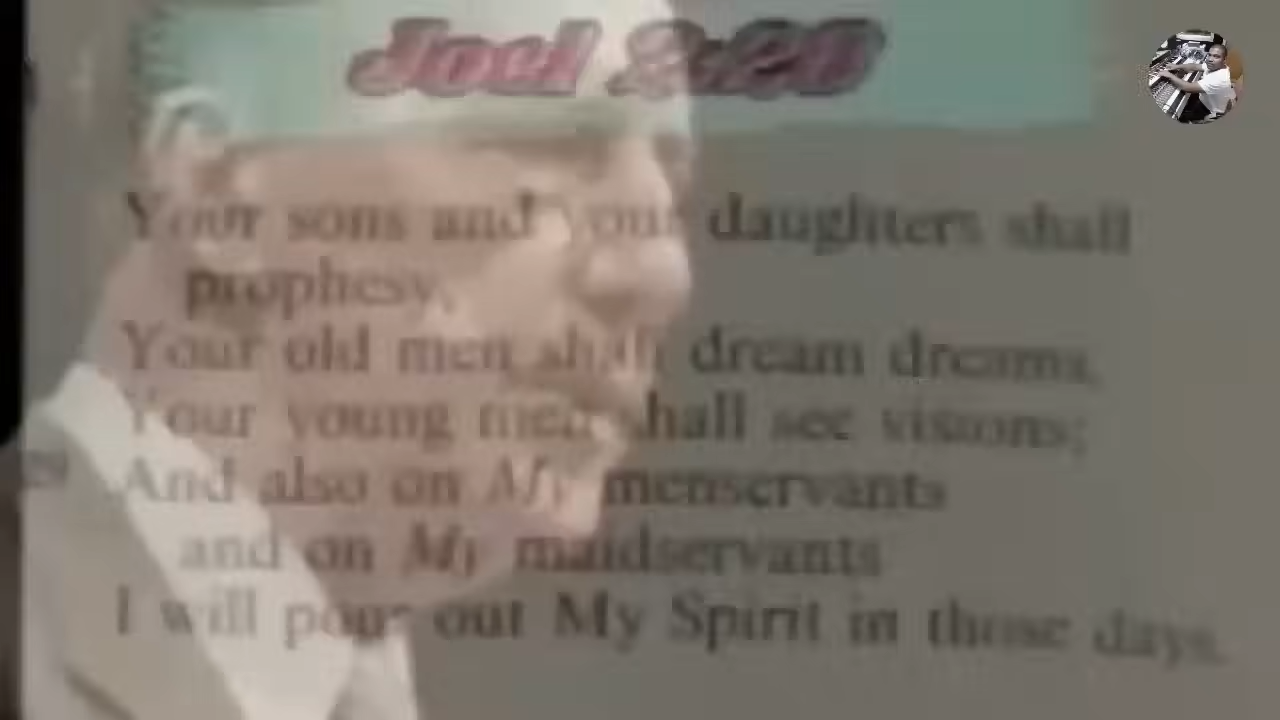 Joel 2:28
Your sons and your daughters shall
prophesy,
Your old men shall dream dreams,
Your young men shall see visions;
And also on My menservants
and on My maidservants
I will pour out My Spirit in those days.